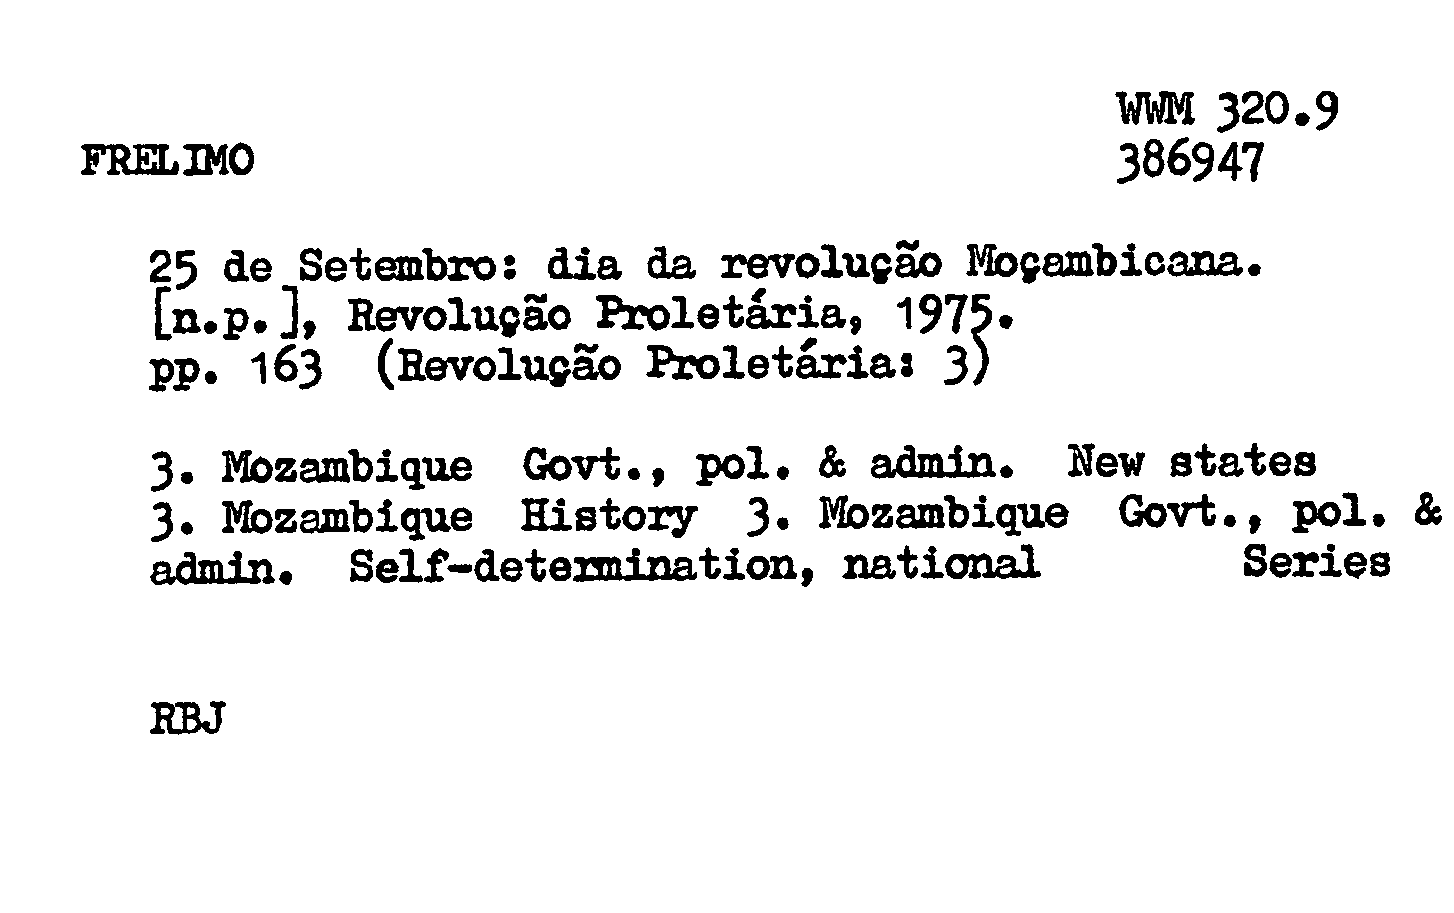 WWM 320.9
FRELIMO 386947
25 de Setembro: dia da revolução Moçambicana.
[n.p.], Revolução Proletária, 1975.
pp. 163 (Revolução Proletária: 3)
3. Mozambique Govt., pol. & admin. New states
3. Mozambique History 3. Mozambique Govt., pol. &
admin. Self-determination, national Series
RBJ